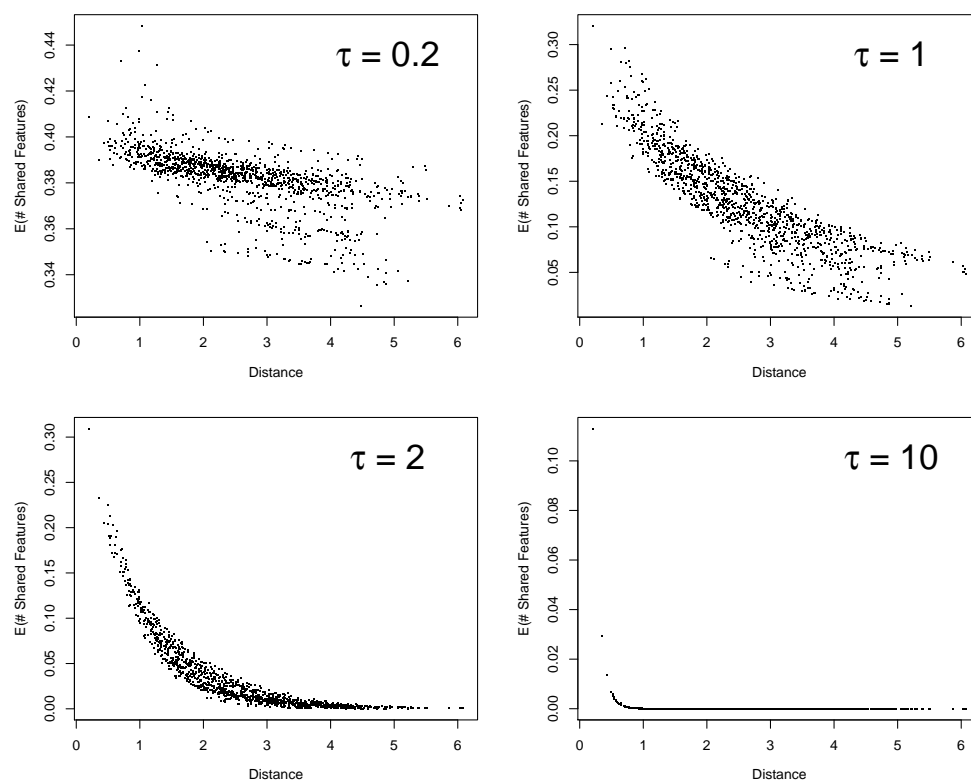 τ = 0.2
E(# Shared Features)
0.44
0.42
0.40
0.38
0.36
0.34
0 1 2 3 4 5 6
Distance
τ = 1
E(# Shared Features)
0.30
0.25
0.20
0.15
0.10
0.05
0 1 2 3 4 5 6
Distance
τ = 2
E(# Shared Features)
0.30
0.25
0.20
0.15
0.10
0.05
0.00
0 1 2 3 4 5 6
Distance
τ = 10
E(# Shared Features)
0.10
0.08
0.06
0.04
0.02
0.00
0 1 2 3 4 5 6
Distance